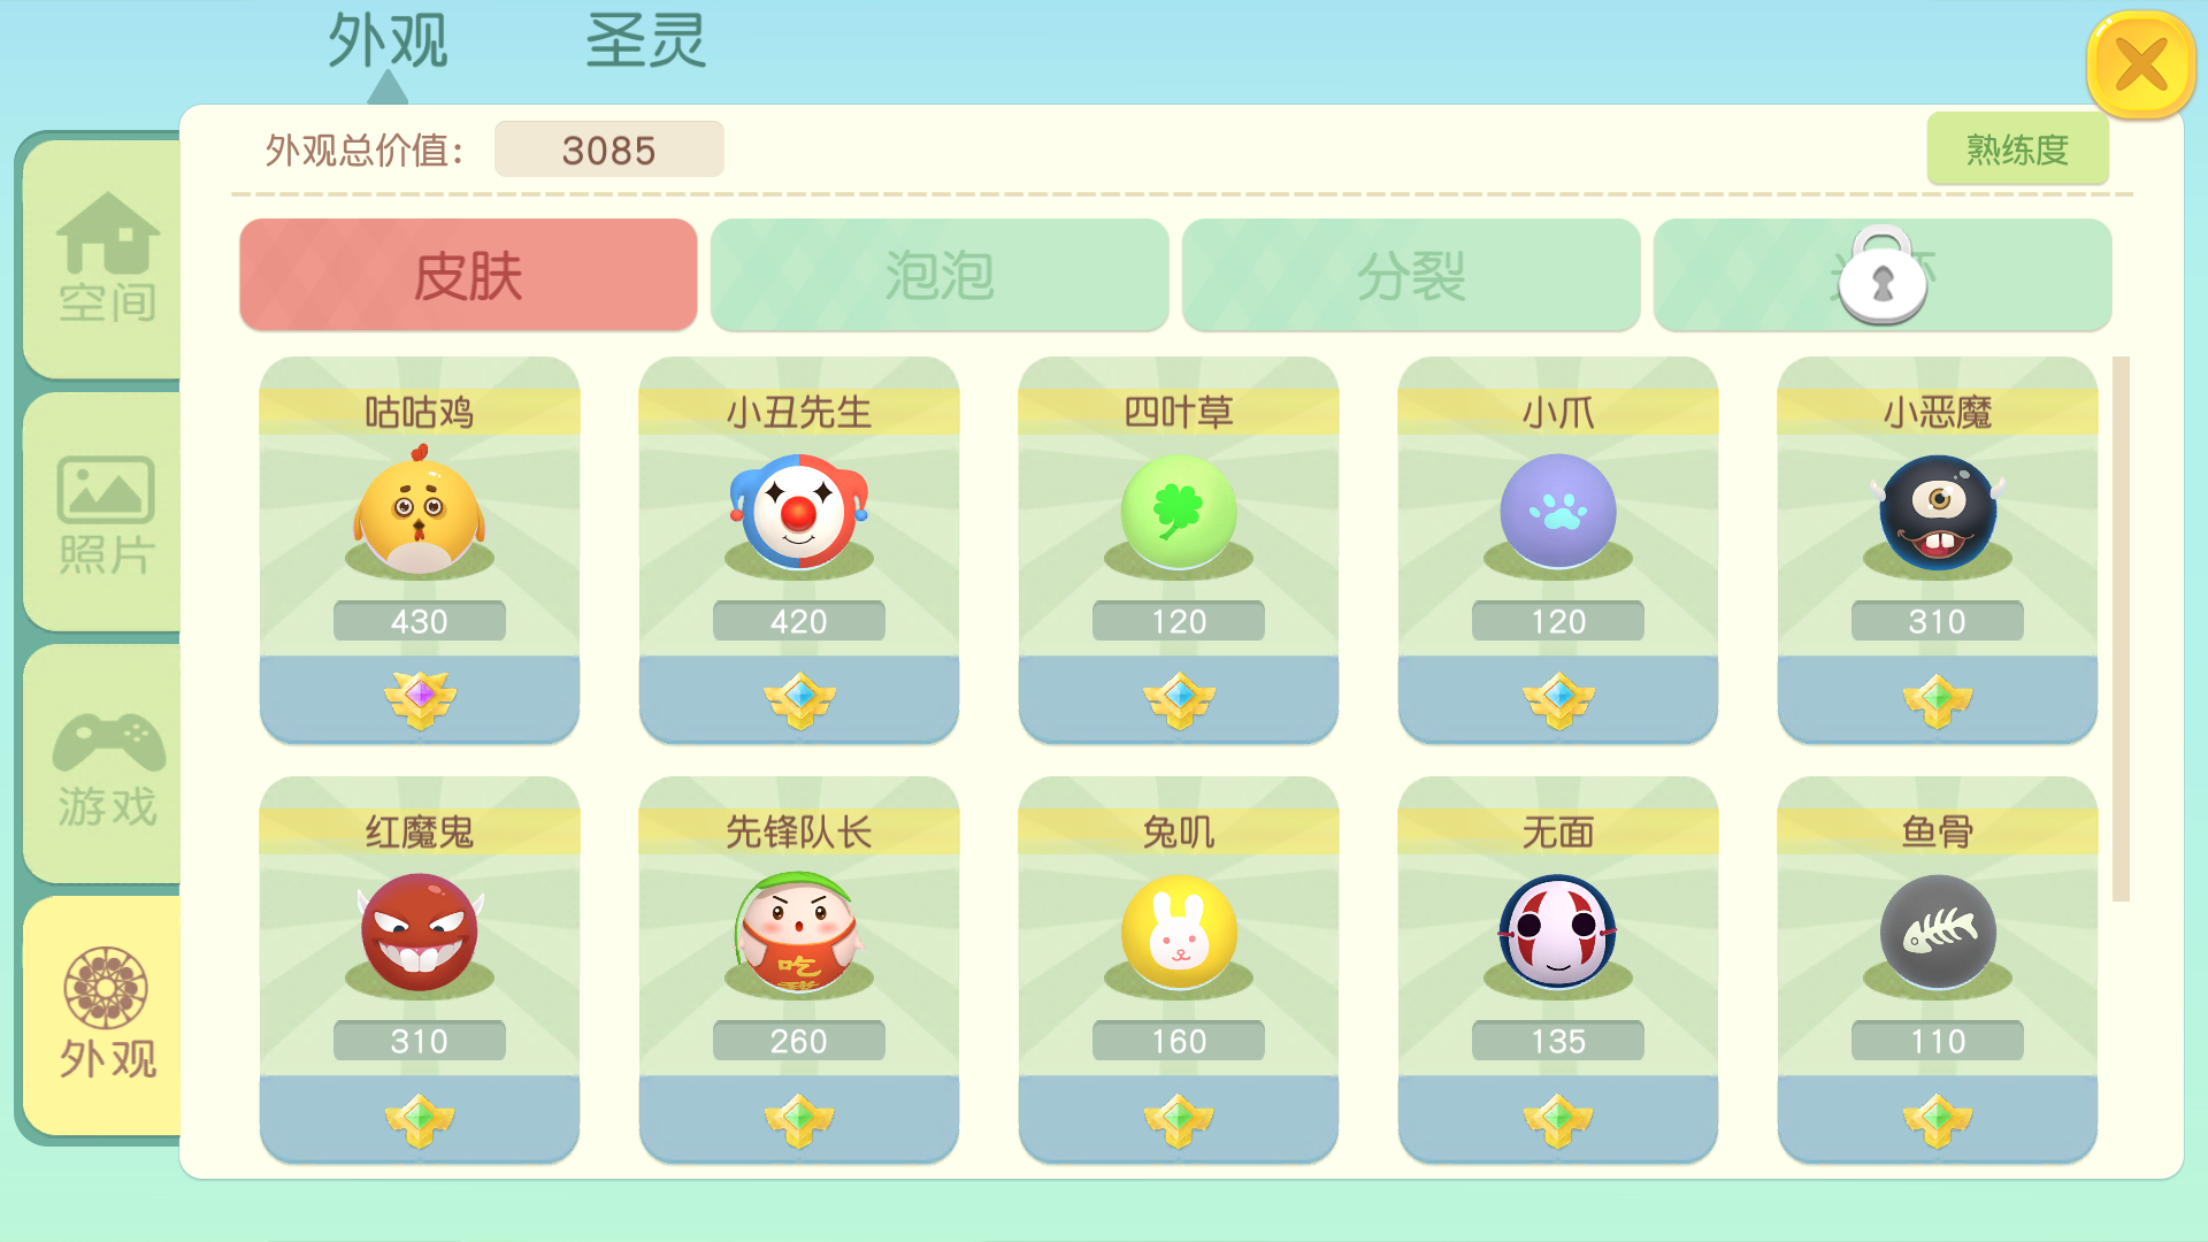 外观 圣灵
外观总价值: 3085 熟练度
皮肤 泡泡 分裂
空间
照片
游戏
外观
咕咕鸡 小丑先生 四叶草 小爪 小恶魔
430 420 120 120 310
红魔鬼 先锋队长 兔叽 无面 鱼骨
吃
310 260 160 135 110